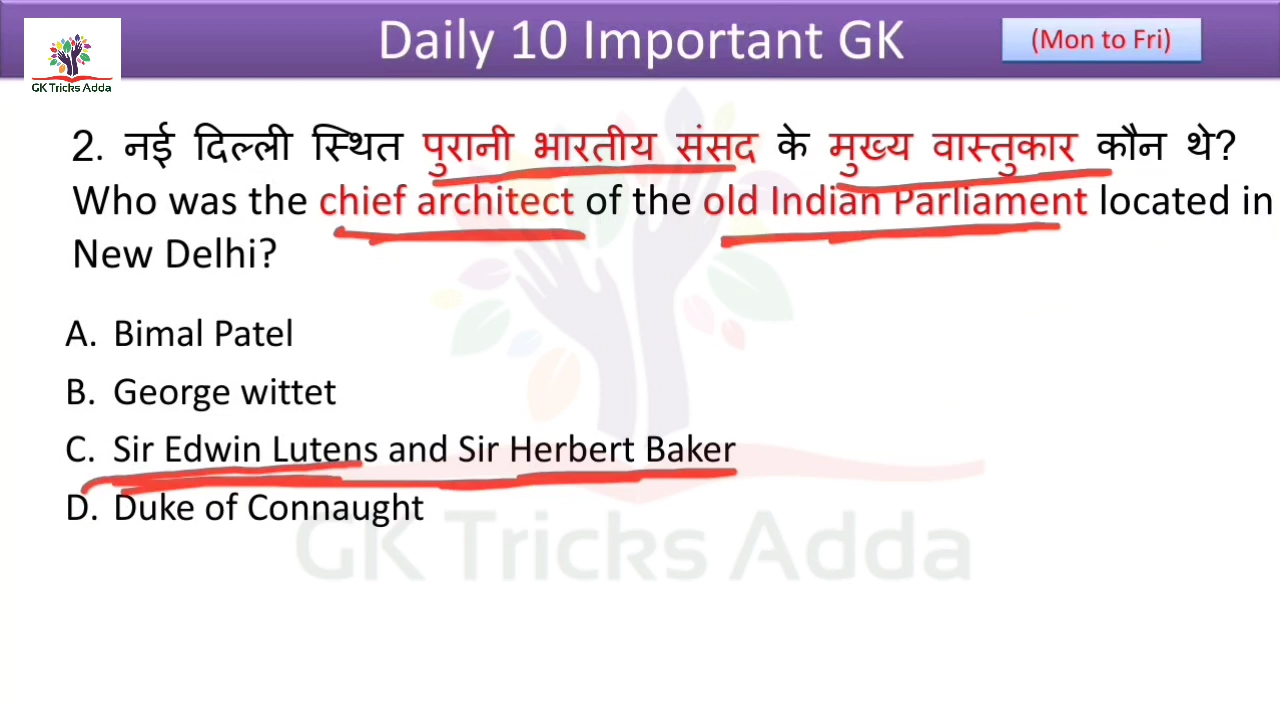 Daily 10 Important GK
(Mon to Fri)
GK Tricks Adda
2. नई दिल्ली स्थित पुरानी भारतीय संसद के मुख्य वास्तुकार कौन थे?
Who was the chief architect of the old Indian Parliament located in
New Delhi?
A. Bimal Patel
B. George wittet
C. Sir Edwin Lutens and Sir Herbert Baker
D. Duke of Connaught
GK Tricks Adda